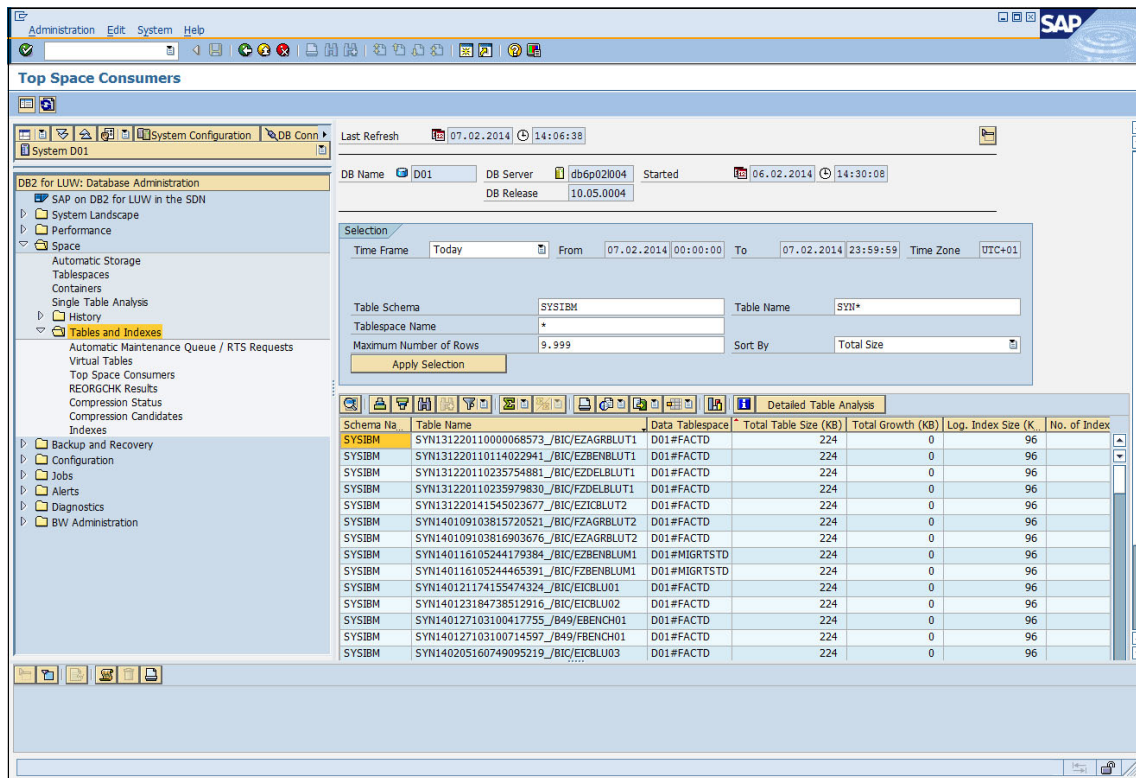 Administration Edit System Help
SAP
Top Space Consumers
System Configuration DB Conn
System D01
DB2 for LUW: Database Administration
SAP on DB2 for LUW in the SDN
System Landscape
Performance
Space
Automatic Storage
Tablespaces
Containers
Single Table Analysis
History
Tables and Indexes
Automatic Maintenance Queue / RTS Requests
Virtual Tables
Top Space Consumers
REORGCHK Results
Compression Status
Compression Candidates
Indexes
Backup and Recovery
Configuration
Jobs
Alerts
Diagnostics
BW Administration
Last Refresh 07.02.2014 14:06:38
DB Name D01 DB Server db6p02l004 Started 06.02.2014 14:30:08
DB Release 10.05.0004
Selection
Time Frame Today From 07.02.2014 00:00:00 To 07.02.2014 23:59:59 Time Zone UTC+01
Table Schema SYSIBM Table Name SYN*
Tablespace Name *
Maximum Number of Rows 9.999 Sort By Total Size
Apply Selection
Detailed Table Analysis
Schema Na... Table Name Data Tablespace Total Table Size (KB) Total Growth (KB) Log. Index Size (K... No. of Index
SYSIBM SYN131220110000068573_/BIC/EZAGRBLUT1 D01#FACTD 224 0 96
SYSIBM SYN131220110114022941_/BIC/EZBENBLUT1 D01#FACTD 224 0 96
SYSIBM SYN131220110235754881_/BIC/EZDELBLUT1 D01#FACTD 224 0 96
SYSIBM SYN131220110235979830_/BIC/FZDELBLUT1 D01#FACTD 224 0 96
SYSIBM SYN131220141545023677_/BIC/EZICBLUT2 D01#FACTD 224 0 96
SYSIBM SYN140109103815720521_/BIC/FZAGRBLUT2 D01#FACTD 224 0 96
SYSIBM SYN140109103816903676_/BIC/EZAGRBLUT2 D01#FACTD 224 0 96
SYSIBM SYN140116105244179384_/BIC/EZBENBLUM1 D01#MIGRTSTD 224 0 96
SYSIBM SYN140116105244465391_/BIC/FZBENBLUM1 D01#MIGRTSTD 224 0 96
SYSIBM SYN140121174155474324_/BIC/EICBLU01 D01#FACTD 224 0 96
SYSIBM SYN140123184738512916_/BIC/EICBLU02 D01#FACTD 224 0 96
SYSIBM SYN140127103100417755_/B49/EBENCH01 D01#FACTD 224 0 96
SYSIBM SYN140127103100714597_/B49/FBENCH01 D01#FACTD 224 0 96
SYSIBM SYN140205160749095219_/BIC/EICBLU03 D01#FACTD 224 0 96